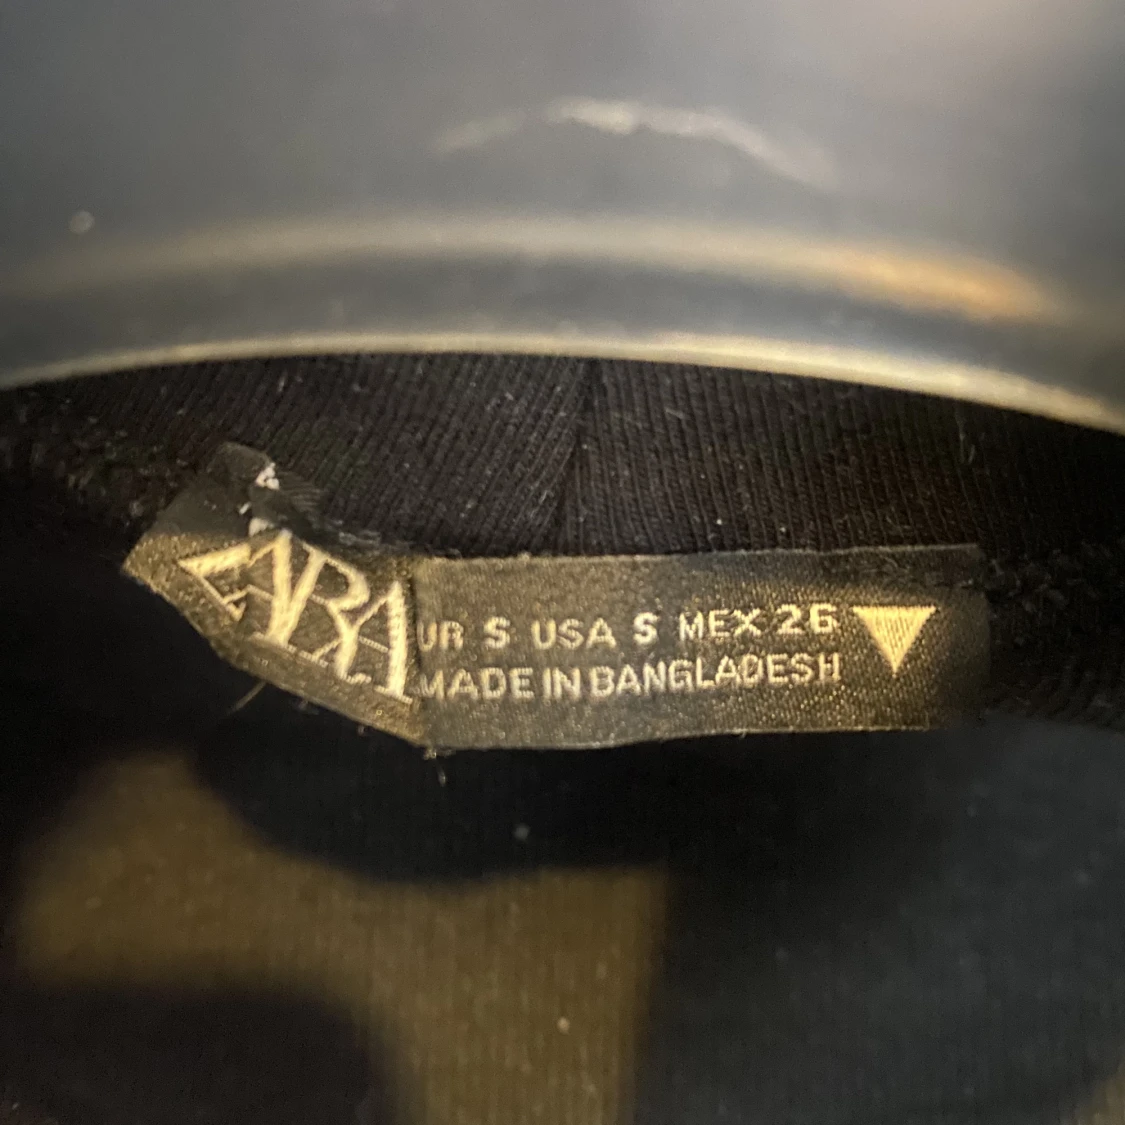 ZARA
UR S USA S MEX 26
MADE IN BANGLADESH